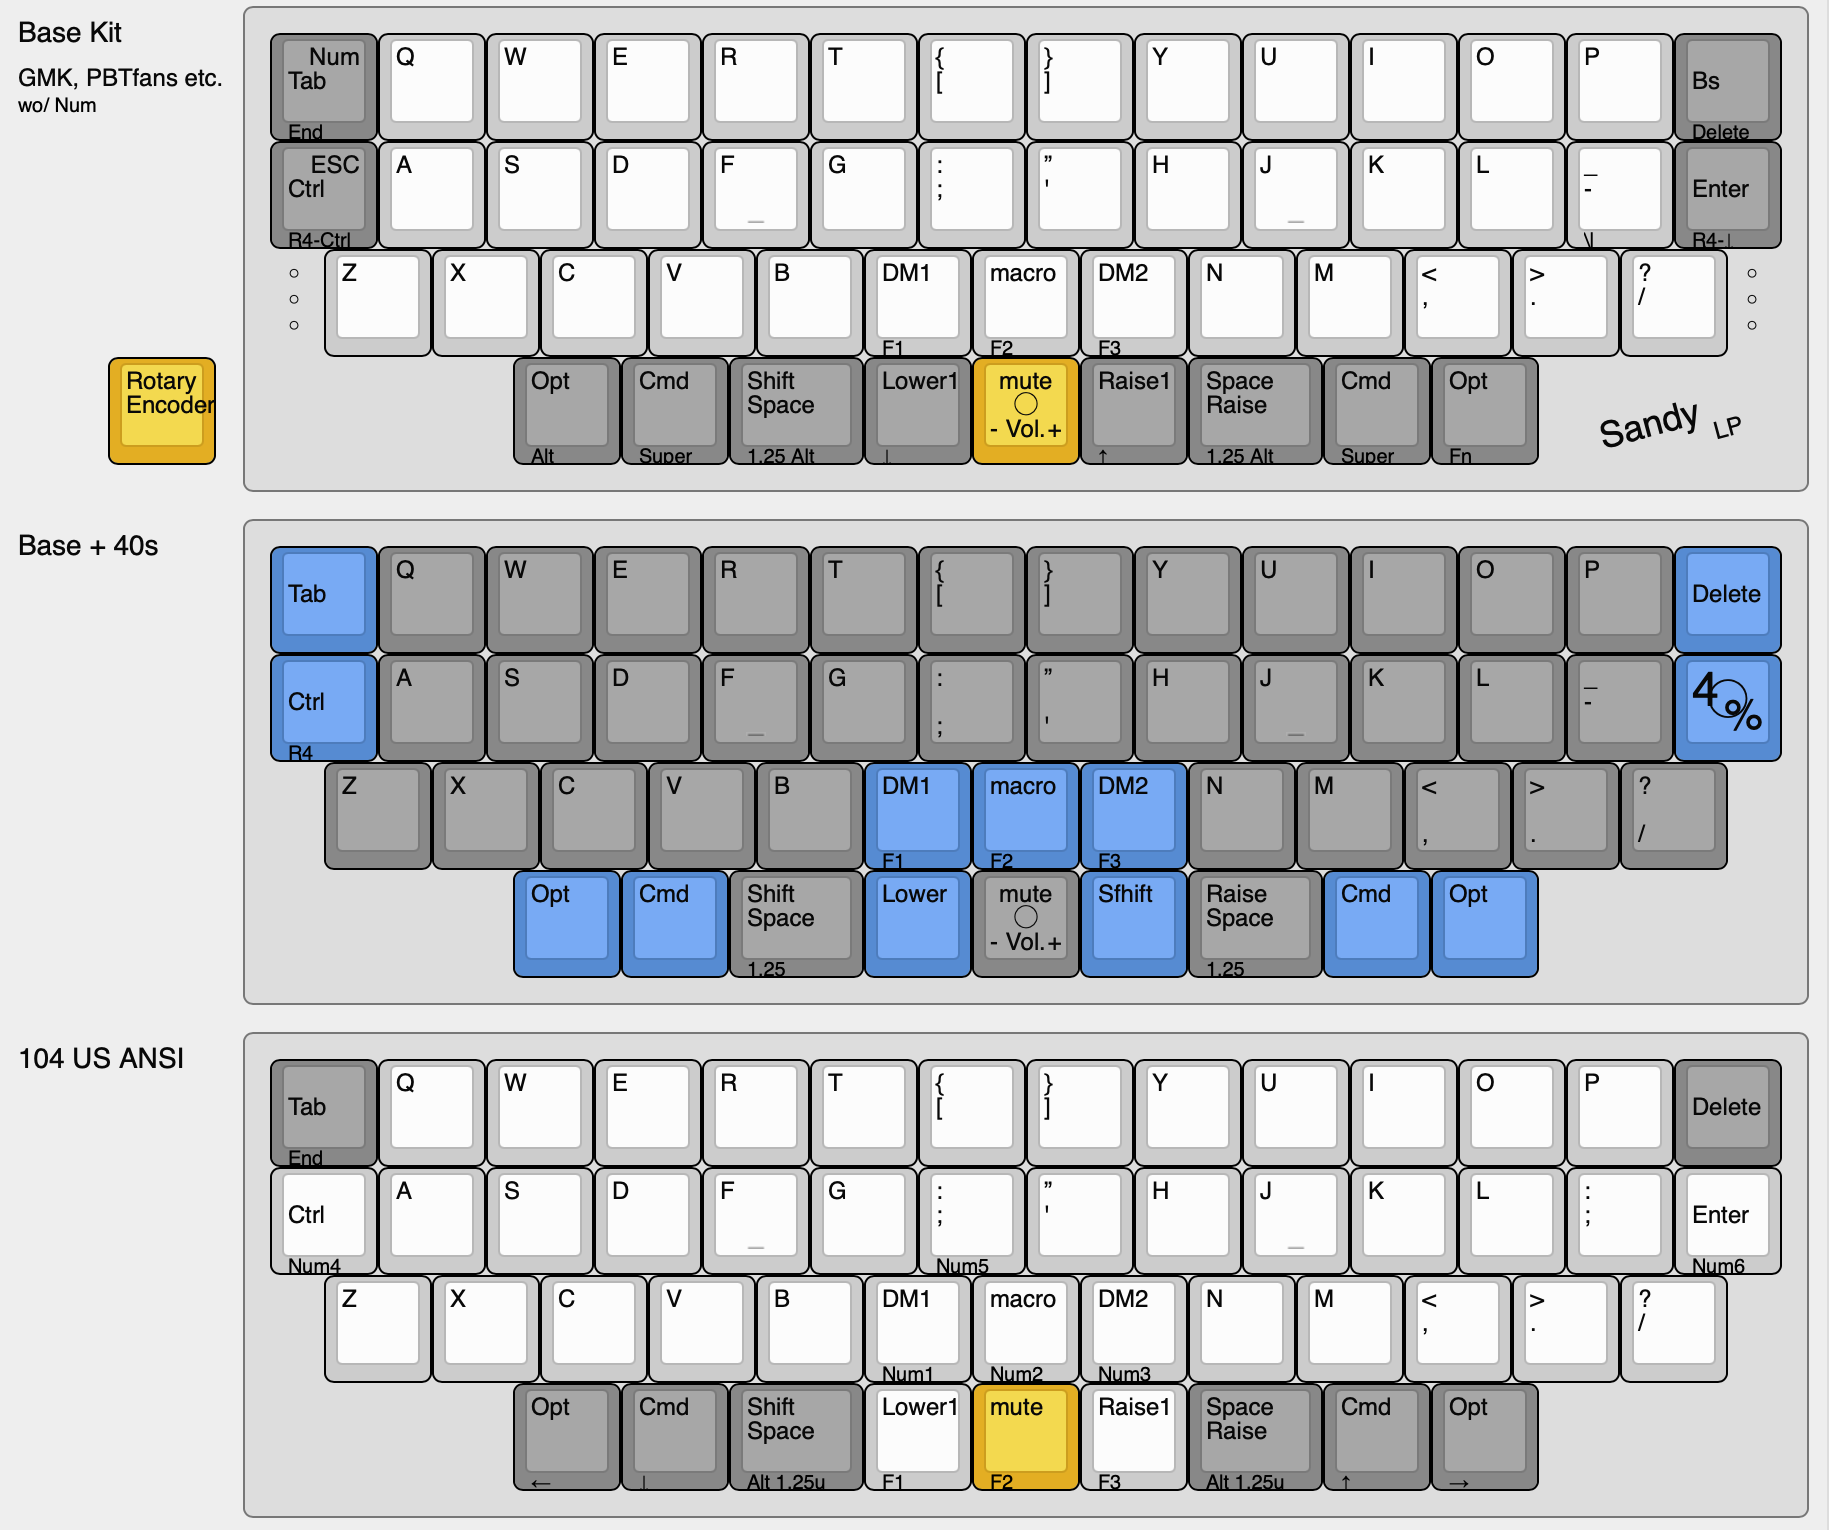 Base Kit
GMK, PBTfans etc.
wo/ Num
Num Q W E R T { } Y U I O P
Tab [ ] Bs
End Delete
ESC A S D F G : ” H J K L _
Ctrl ; ' - Enter
_ _
R4-Ctrl \| R4-↓
Z X C V B DM1 macro DM2 N M < > ?
, . /
F1 F2 F3
Rotary Opt Cmd Shift Lower1 mute Raise1 Space Cmd Opt
Encoder Space Raise
- Vol.+
Alt Super 1.25 Alt ↓ ↑ 1.25 Alt Super Fn
Sandy LP
Base + 40s
Q W E R T { } Y U I O P
Tab [ ] Delete
A S D F G : ” H J K L _
Ctrl - 4○%
_ ; ' _
R4
Z X C V B DM1 macro DM2 N M < > ?
, . /
F1 F2 F3
Opt Cmd Shift Lower mute Sfhift Raise Cmd Opt
Space Space
- Vol.+
1.25 1.25
104 US ANSI
Q W E R T { } Y U I O P
Tab [ ] Delete
End
A S D F G : ” H J K L :
Ctrl ; ' ; Enter
_ _
Num4 Num5 Num6
Z X C V B DM1 macro DM2 N M < > ?
, . /
Num1 Num2 Num3
Opt Cmd Shift Lower1 mute Raise1 Space Cmd Opt
Space Raise
← ↓ Alt 1.25u F1 F2 F3 Alt 1.25u ↑ →